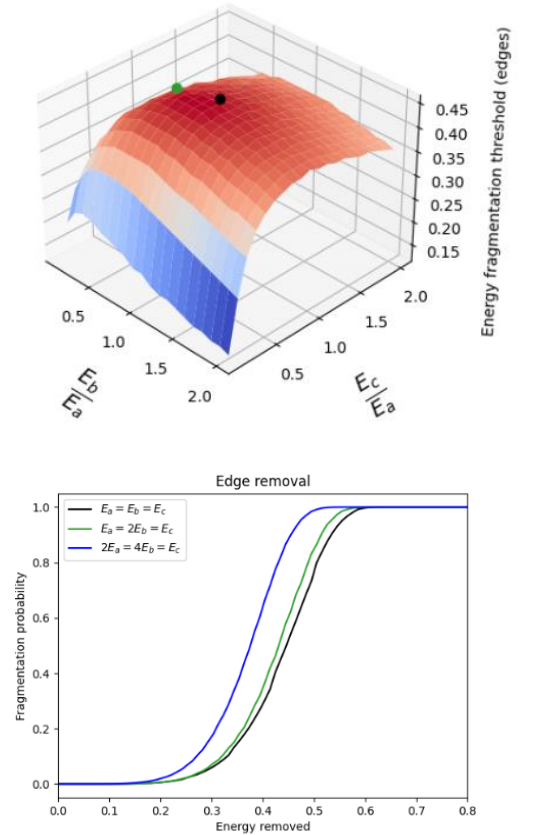 0.45
0.40
0.35
0.30
0.25
0.20
0.15
Energy fragmentation threshold (edges)
0.5
1.0
1.5
2.0
E_b
E_a
0.5
1.0
1.5
2.0
E_c
E_a
Edge removal
E_a = E_b = E_c
E_a = 2E_b = E_c
2E_a = 4E_b = E_c
1.0
0.8
0.6
0.4
0.2
0.0
Fragmentation probability
0.0 0.1 0.2 0.3 0.4 0.5 0.6 0.7 0.8
Energy removed